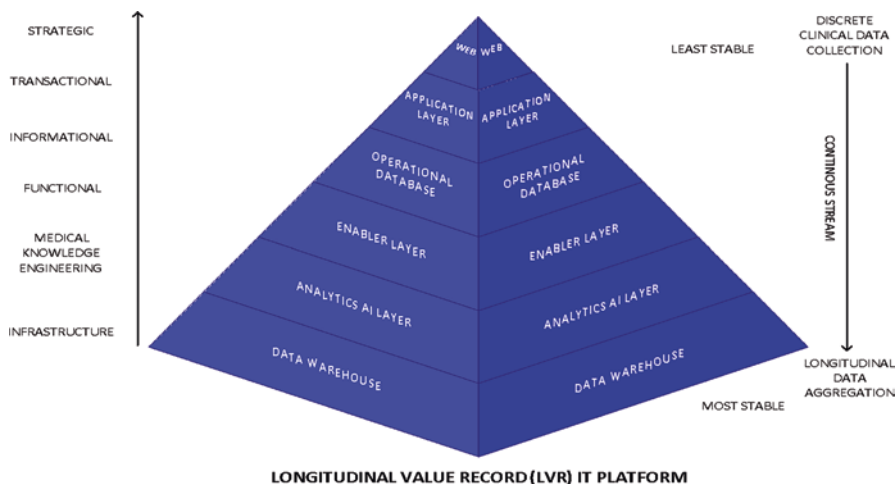 STRATEGIC
TRANSACTIONAL
INFORMATIONAL
FUNCTIONAL
MEDICAL
KNOWLEDGE
ENGINEERING
INFRASTRUCTURE
WEB
WEB
APPLICATION
LAYER
APPLICATION
LAYER
OPERATIONAL
DATABASE
OPERATIONAL
DATABASE
ENABLER LAYER
ENABLER LAYER
ANALYTICS AI LAYER
ANALYTICS AI LAYER
DATA WAREHOUSE
DATA WAREHOUSE
LEAST STABLE
MOST STABLE
DISCRETE
CLINICAL DATA
COLLECTION
CONTINOUS STREAM
LONGITUDINAL
DATA
AGGREGATION
LONGITUDINAL VALUE RECORD (LVR) IT PLATFORM